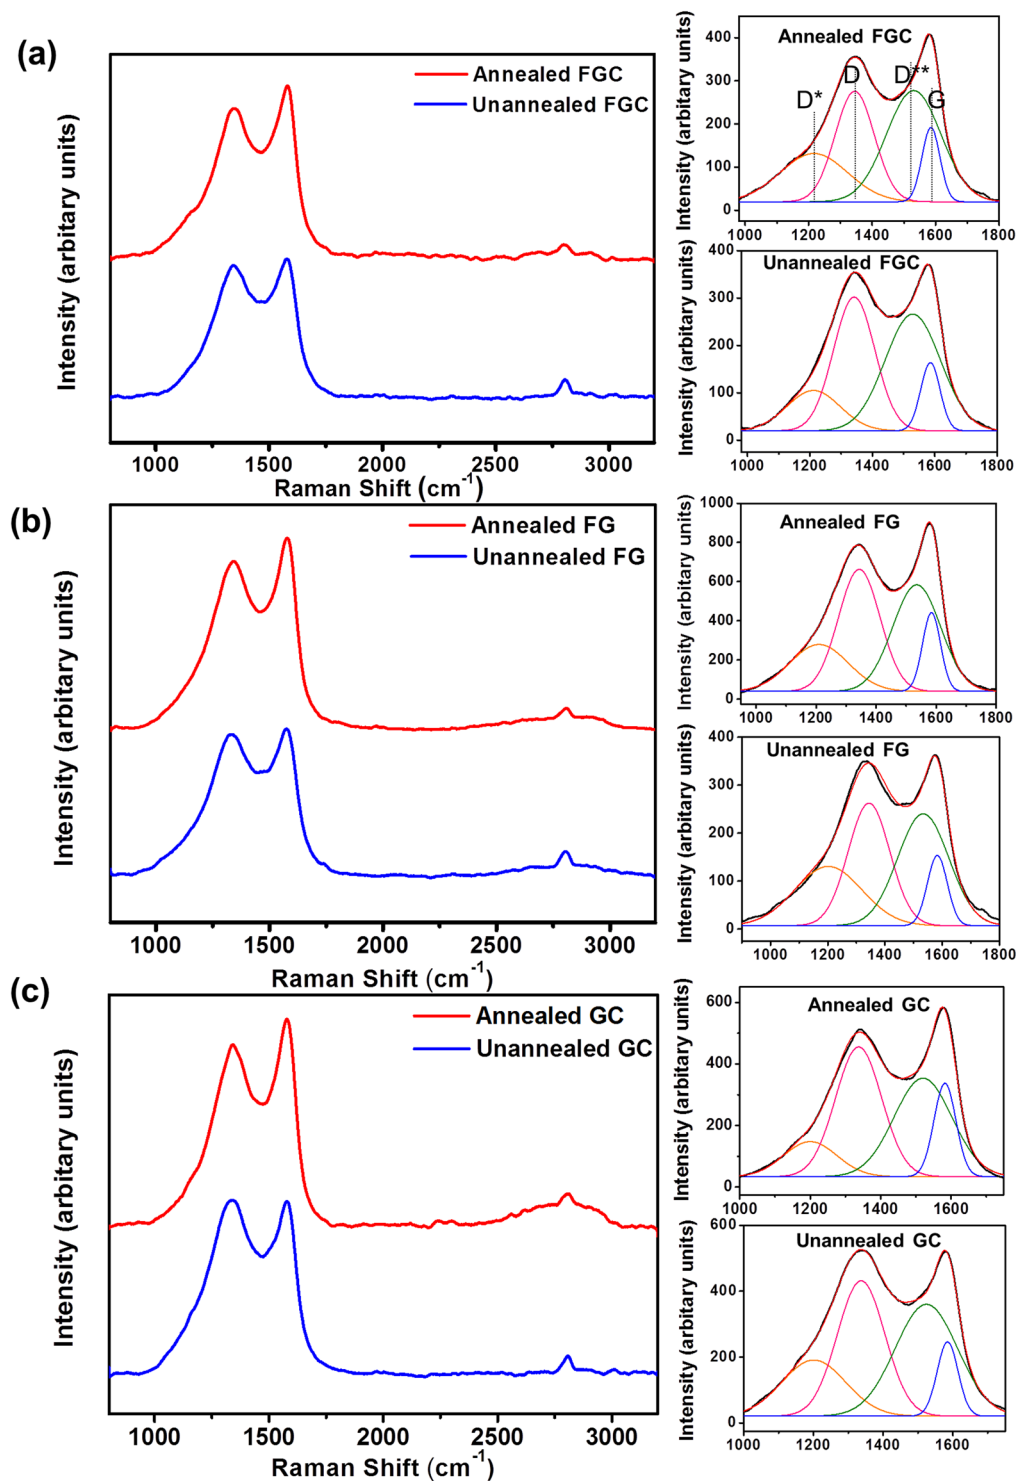 (a)
Annealed FGC
Unannealed FGC
Intensity (arbitary units)
1000 1500 2000 2500 3000
Raman Shift (cm-1)
Annealed FGC
D* D D** G
Intensity (arbitary units)
400
300
200
100
0
1000 1200 1400 1600 1800
Unannealed FGC
Intensity (arbitary units)
400
300
200
100
0
1000 1200 1400 1600 1800
(b)
Annealed FG
Unannealed FG
Intensity (arbitary units)
1000 1500 2000 2500 3000
Raman Shift (cm-1)
Annealed FG
Intensity (arbitary units)
1000
800
600
400
200
0
1000 1200 1400 1600 1800
Unannealed FG
Intensity (arbitary units)
400
300
200
100
0
1000 1200 1400 1600 1800
(c)
Annealed GC
Unannealed GC
Intensity (arbitary units)
1000 1500 2000 2500 3000
Raman Shift (cm-1)
Annealed GC
Intensity (arbitary units)
600
400
200
0
1000 1200 1400 1600
Unannealed GC
Intensity (arbitary units)
600
400
200
0
1000 1200 1400 1600